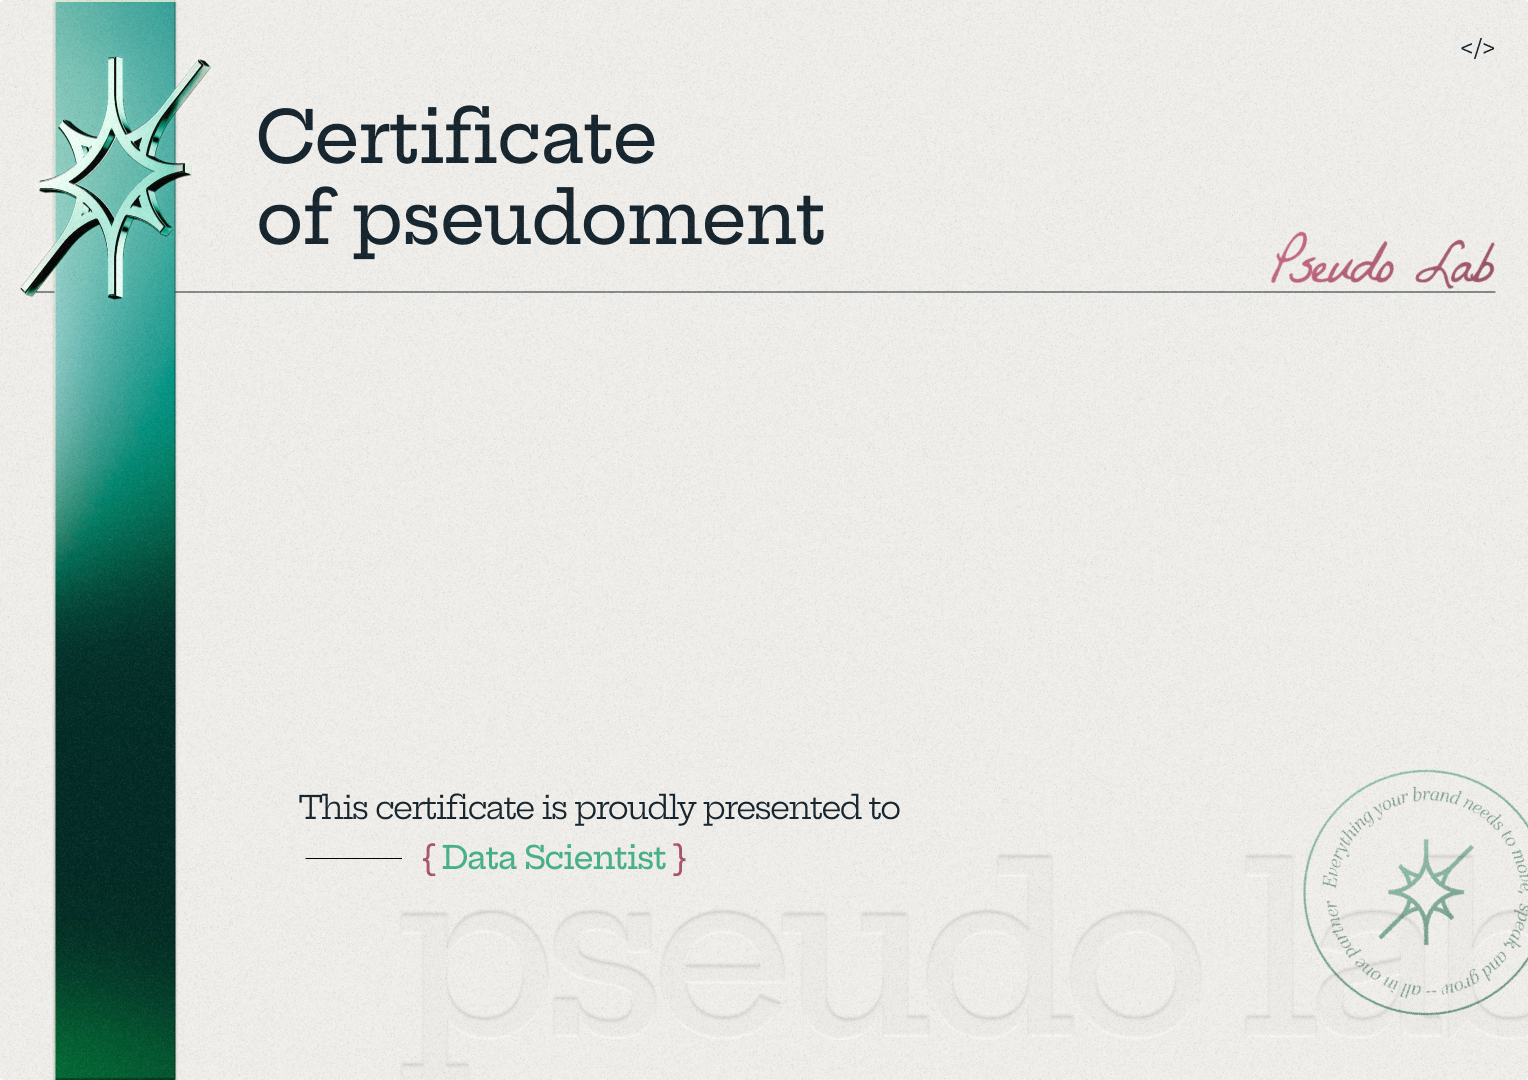 </>
Certificate
of pseudoment
Pseudo Lab
This certificate is proudly presented to
{ Data Scientist }
pseudo lab
Everything your brand needs to move, speak, and grow -- all in one partner